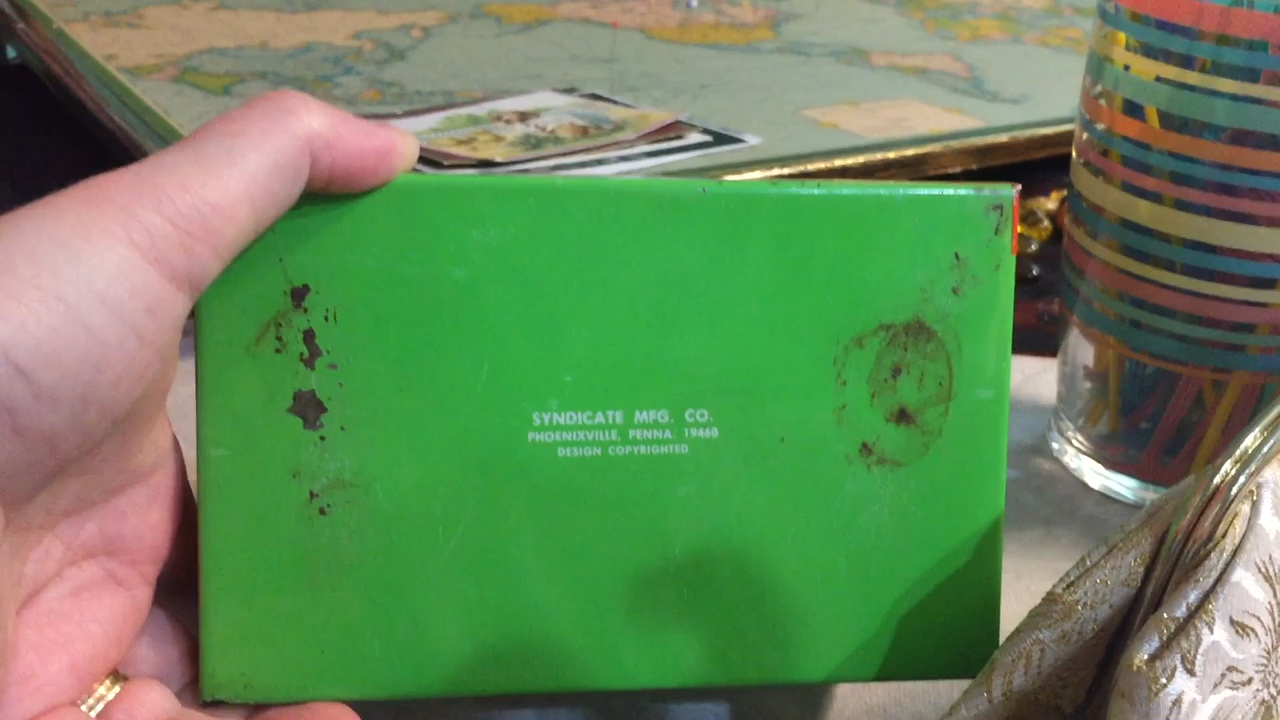 SYNDICATE MFG. CO.
PHOENIXVILLE, PENNA. 19460
DESIGN COPYRIGHTED